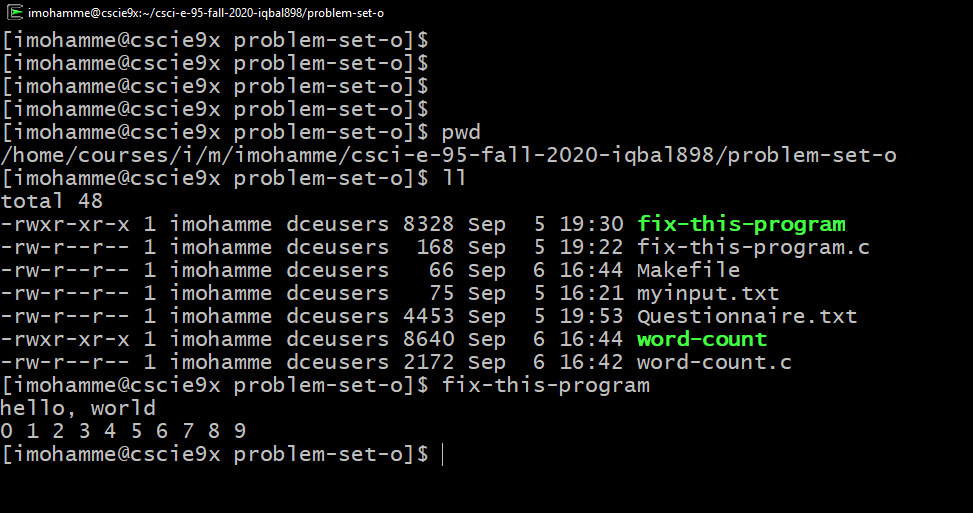 imohamme@cscie9x:~/csci-e-95-fall-2020-iqbal898/problem-set-o
[imohamme@cscie9x problem-set-o]$
[imohamme@cscie9x problem-set-o]$
[imohamme@cscie9x problem-set-o]$
[imohamme@cscie9x problem-set-o]$
[imohamme@cscie9x problem-set-o]$ pwd
/home/courses/i/m/imohamme/csci-e-95-fall-2020-iqbal898/problem-set-o
[imohamme@cscie9x problem-set-o]$ ll
total 48
-rwxr-xr-x 1 imohamme dceusers 8328 Sep  5 19:30 fix-this-program
-rw-r--r-- 1 imohamme dceusers  168 Sep  5 19:22 fix-this-program.c
-rw-r--r-- 1 imohamme dceusers   66 Sep  6 16:44 Makefile
-rw-r--r-- 1 imohamme dceusers   75 Sep  5 16:21 myinput.txt
-rw-r--r-- 1 imohamme dceusers 4453 Sep  5 19:53 Questionnaire.txt
-rwxr-xr-x 1 imohamme dceusers 8640 Sep  6 16:44 word-count
-rw-r--r-- 1 imohamme dceusers 2172 Sep  6 16:42 word-count.c
[imohamme@cscie9x problem-set-o]$ fix-this-program
hello, world
0 1 2 3 4 5 6 7 8 9
[imohamme@cscie9x problem-set-o]$